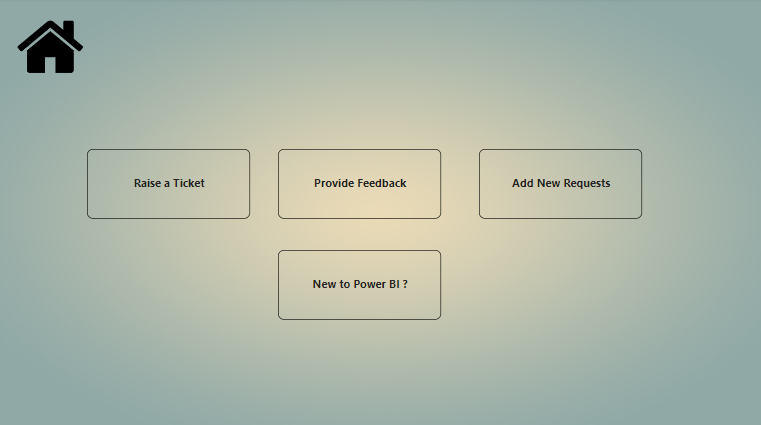 Raise a Ticket
Provide Feedback
Add New Requests
New to Power BI ?